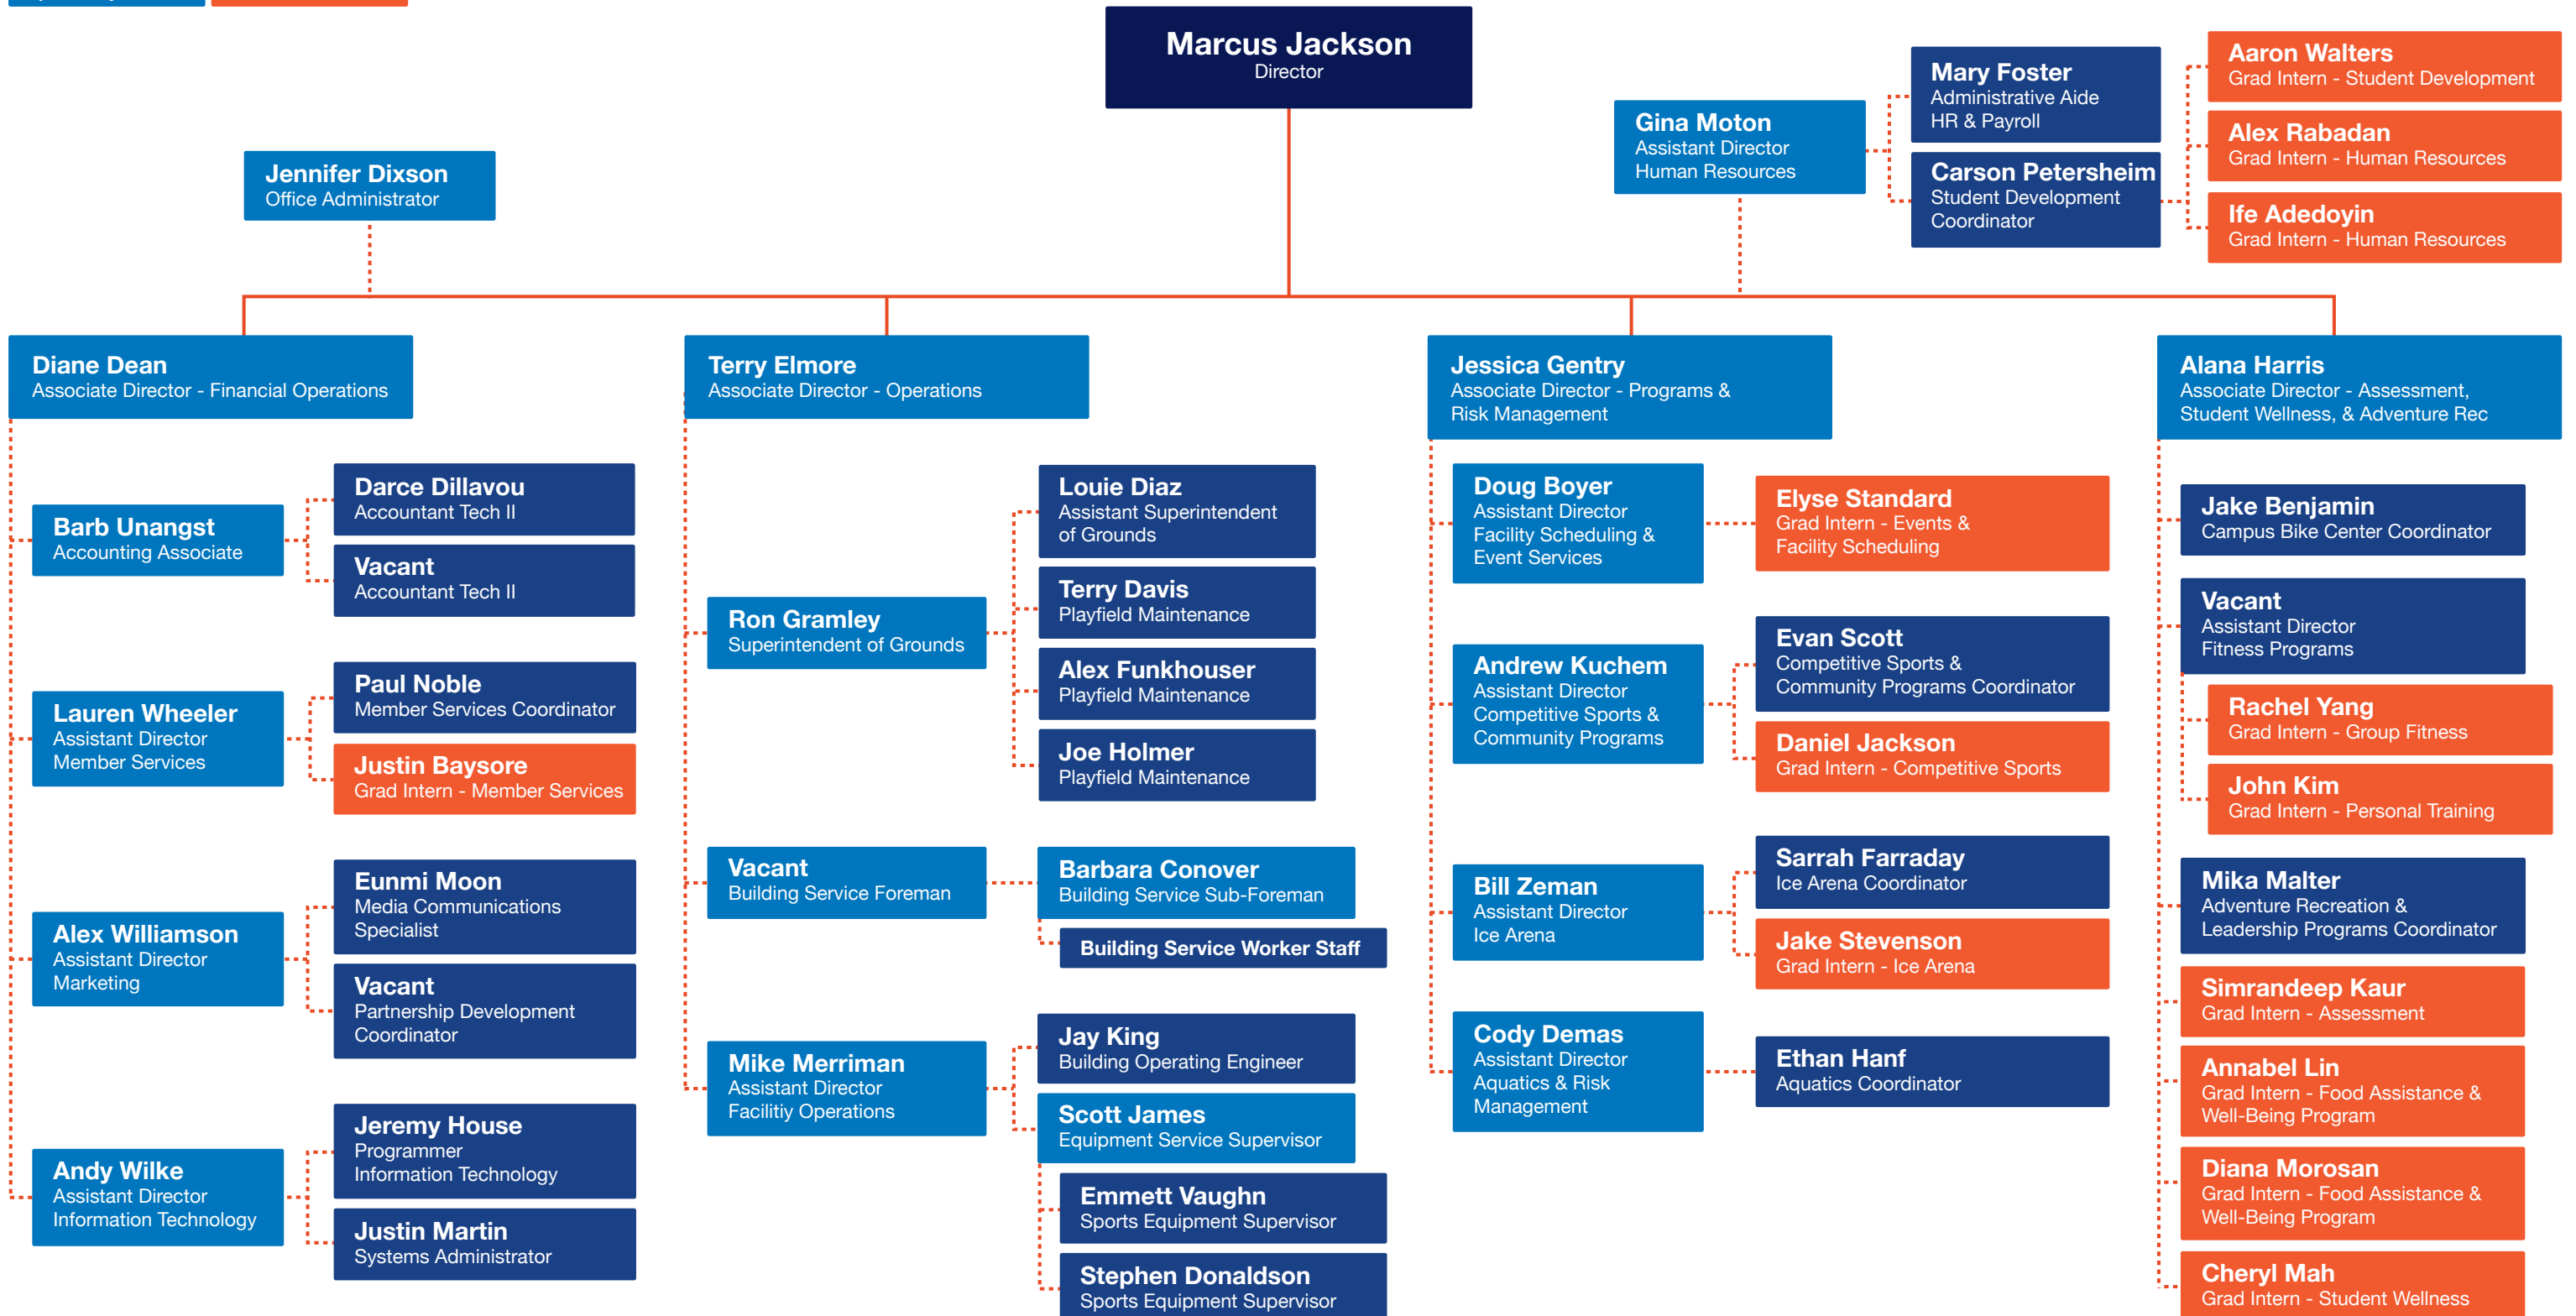 Marcus Jackson
Director
Jennifer Dixson
Office Administrator
Gina Moton
Assistant Director
Human Resources
Mary Foster
Administrative Aide
HR & Payroll
Carson Petersheim
Student Development
Coordinator
Aaron Walters
Grad Intern - Student Development
Alex Rabadan
Grad Intern - Human Resources
Ife Adedoyin
Grad Intern - Human Resources
Diane Dean
Associate Director - Financial Operations
Barb Unangst
Accounting Associate
Darce Dillavou
Accountant Tech II
Vacant
Accountant Tech II
Lauren Wheeler
Assistant Director
Member Services
Paul Noble
Member Services Coordinator
Justin Baysore
Grad Intern - Member Services
Alex Williamson
Assistant Director
Marketing
Eunmi Moon
Media Communications
Specialist
Vacant
Partnership Development
Coordinator
Andy Wilke
Assistant Director
Information Technology
Jeremy House
Programmer
Information Technology
Justin Martin
Systems Administrator
Terry Elmore
Associate Director - Operations
Ron Gramley
Superintendent of Grounds
Louie Diaz
Assistant Superintendent
of Grounds
Terry Davis
Playfield Maintenance
Alex Funkhouser
Playfield Maintenance
Joe Holmer
Playfield Maintenance
Vacant
Building Service Foreman
Barbara Conover
Building Service Sub-Foreman
Building Service Worker Staff
Mike Merriman
Assistant Director
Facilitiy Operations
Jay King
Building Operating Engineer
Scott James
Equipment Service Supervisor
Emmett Vaughn
Sports Equipment Supervisor
Stephen Donaldson
Sports Equipment Supervisor
Jessica Gentry
Associate Director - Programs &
Risk Management
Doug Boyer
Assistant Director
Facility Scheduling &
Event Services
Elyse Standard
Grad Intern - Events &
Facility Scheduling
Andrew Kuchem
Assistant Director
Competitive Sports &
Community Programs
Evan Scott
Competitive Sports &
Community Programs Coordinator
Daniel Jackson
Grad Intern - Competitive Sports
Bill Zeman
Assistant Director
Ice Arena
Sarrah Farraday
Ice Arena Coordinator
Jake Stevenson
Grad Intern - Ice Arena
Cody Demas
Assistant Director
Aquatics & Risk
Management
Ethan Hanf
Aquatics Coordinator
Alana Harris
Associate Director - Assessment,
Student Wellness, & Adventure Rec
Jake Benjamin
Campus Bike Center Coordinator
Vacant
Assistant Director
Fitness Programs
Rachel Yang
Grad Intern - Group Fitness
John Kim
Grad Intern - Personal Training
Mika Malter
Adventure Recreation &
Leadership Programs Coordinator
Simrandeep Kaur
Grad Intern - Assessment
Annabel Lin
Grad Intern - Food Assistance &
Well-Being Program
Diana Morosan
Grad Intern - Food Assistance &
Well-Being Program
Cheryl Mah
Grad Intern - Student Wellness